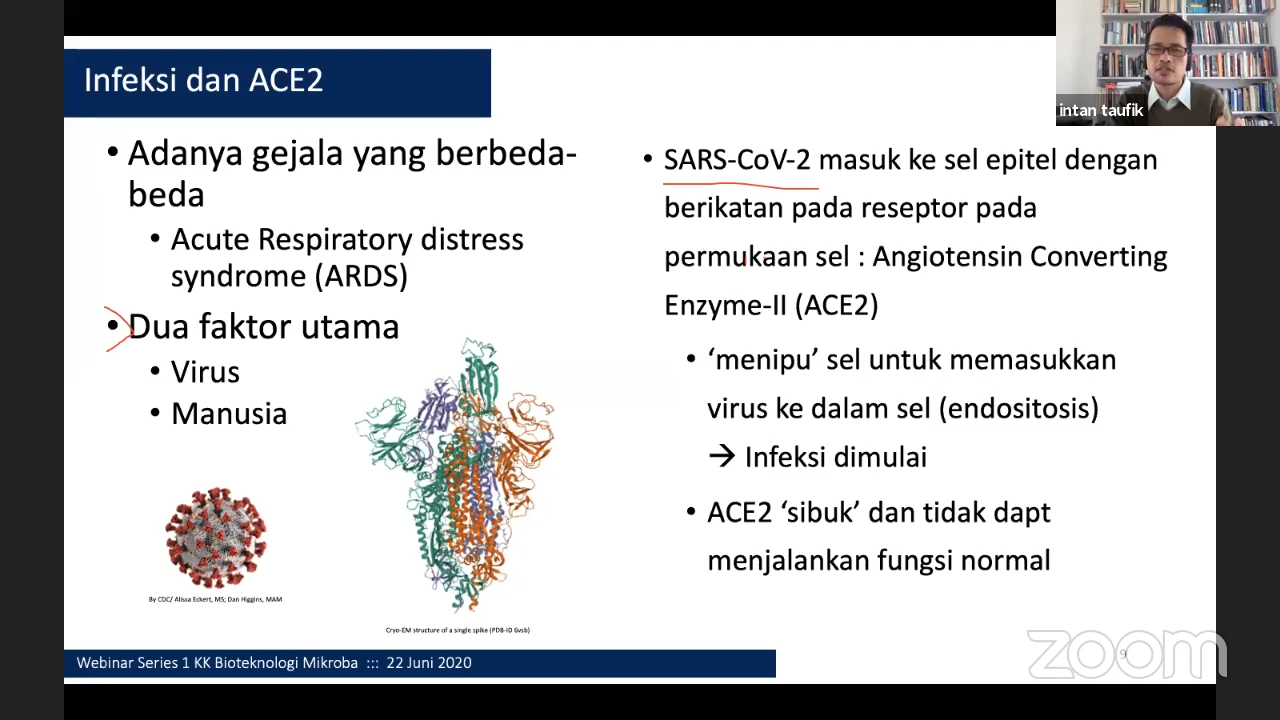 Infeksi dan ACE2
intan taufik
• Adanya gejala yang berbeda-
beda
• Acute Respiratory distress
syndrome (ARDS)
• Dua faktor utama
• Virus
• Manusia
By CDC/ Alissa Eckert, MS; Dan Higgins, MAM
Cryo-EM structure of a single spike (PDB-ID 6vsb)
• SARS-CoV-2 masuk ke sel epitel dengan
berikatan pada reseptor pada
permukaan sel : Angiotensin Converting
Enzyme-II (ACE2)
• ‘menipu’ sel untuk memasukkan
virus ke dalam sel (endositosis)
→ Infeksi dimulai
• ACE2 ‘sibuk’ dan tidak dapt
menjalankan fungsi normal
Webinar Series 1 KK Bioteknologi Mikroba ::: 22 Juni 2020
9
zoom